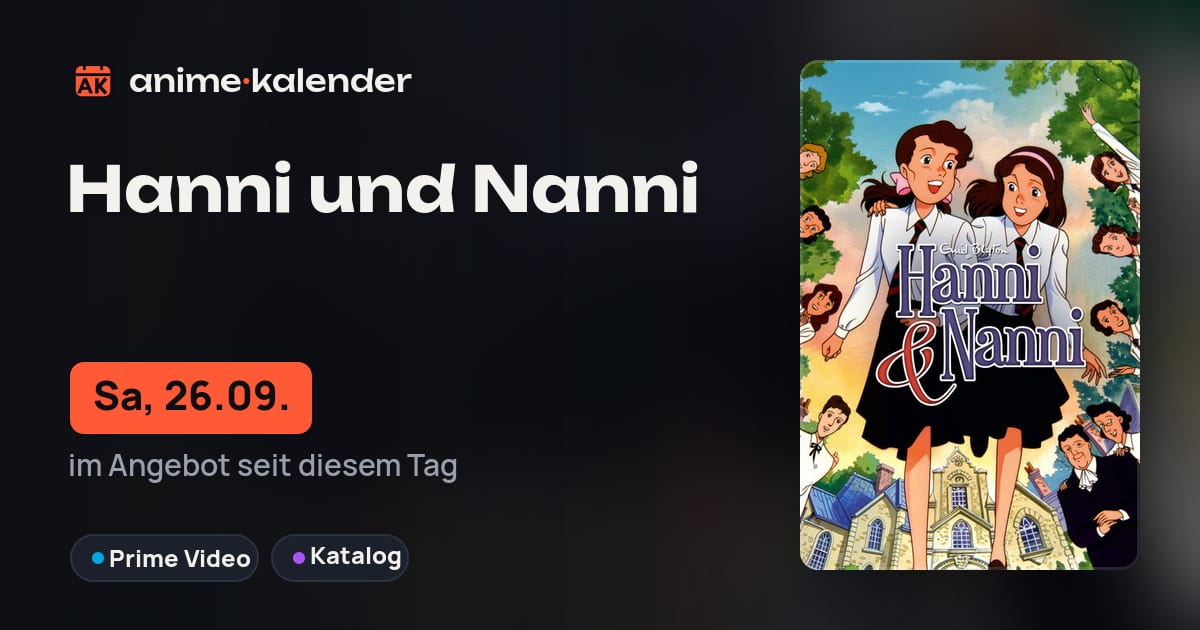 AK
anime·kalender
Hanni und Nanni
Sa, 26.09.
im Angebot seit diesem Tag
Prime Video
Katalog
Enid Blyton
Hanni
& Nanni